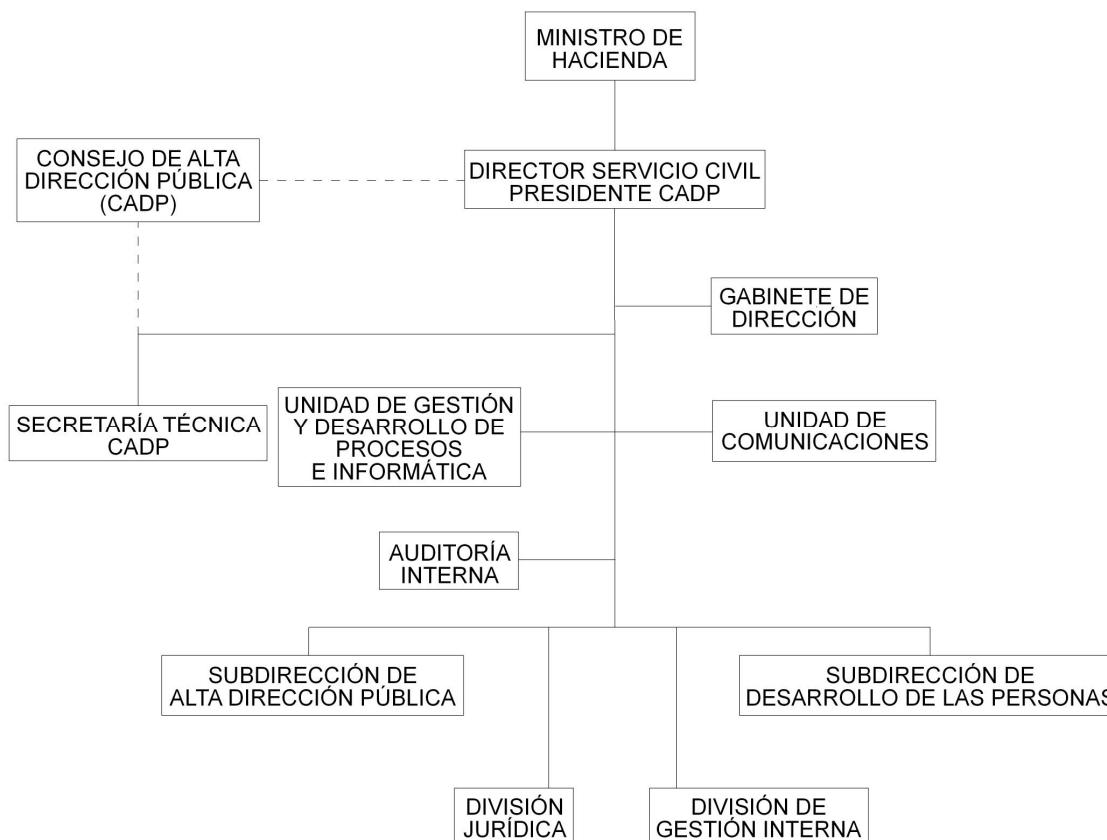 MINISTRO DE
HACIENDA
CONSEJO DE ALTA
DIRECCIÓN PÚBLICA
(CADP)
DIRECTOR SERVICIO CIVIL
PRESIDENTE CADP
GABINETE DE
DIRECCIÓN
SECRETARÍA TÉCNICA
CADP
UNIDAD DE GESTIÓN
Y DESARROLLO DE
PROCESOS
E INFORMÁTICA
UNIDAD DE
COMUNICACIONES
AUDITORÍA
INTERNA
SUBDIRECCIÓN DE
ALTA DIRECCIÓN PÚBLICA
SUBDIRECCIÓN DE
DESARROLLO DE LAS PERSONAS
DIVISIÓN
JURÍDICA
DIVISIÓN DE
GESTIÓN INTERNA